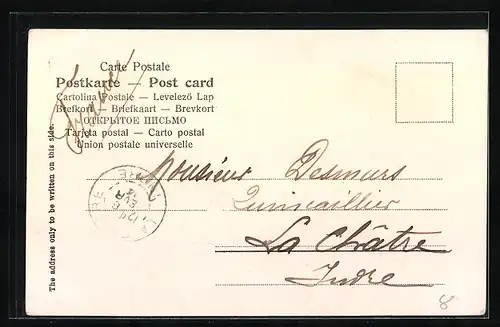 Carte Postale
Postkarte — Post card
Cartolina Postale — Levelező Lap
Brefkort — Briefkaart — Brevkort
ОТКРЫТОЕ ПИСЬМО
Tarjeta postal — Carto postal
Union postale universelle
The address only to be written on this side.
Monsieur Desmurs
Quincaillier
La Châtre
Indre
8